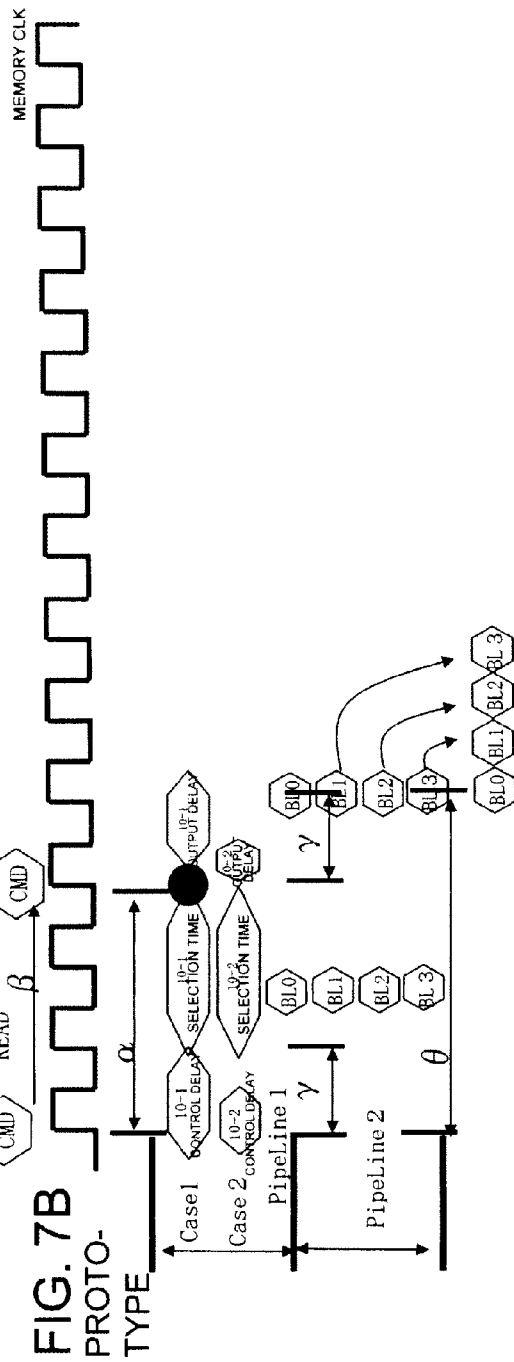 FIG. 7B
PROTO-
TYPE
MEMORY CLK
CMD
READ
β
CMD
α
Case1
10-1
CONTROL DELAY
10-1
SELECTION TIME
10-1
OUTPUT DELAY
Case 2
10-2
CONTROL DELAY
10-2
SELECTION TIME
10-2
OUTPUT
DELAY
PipeLine 1
γ
γ
BL0
BL1
BL2
BL 3
BL0
BL1
BL2
BL 3
PipeLine 2
θ
BL0
BL1
BL2
BL 3